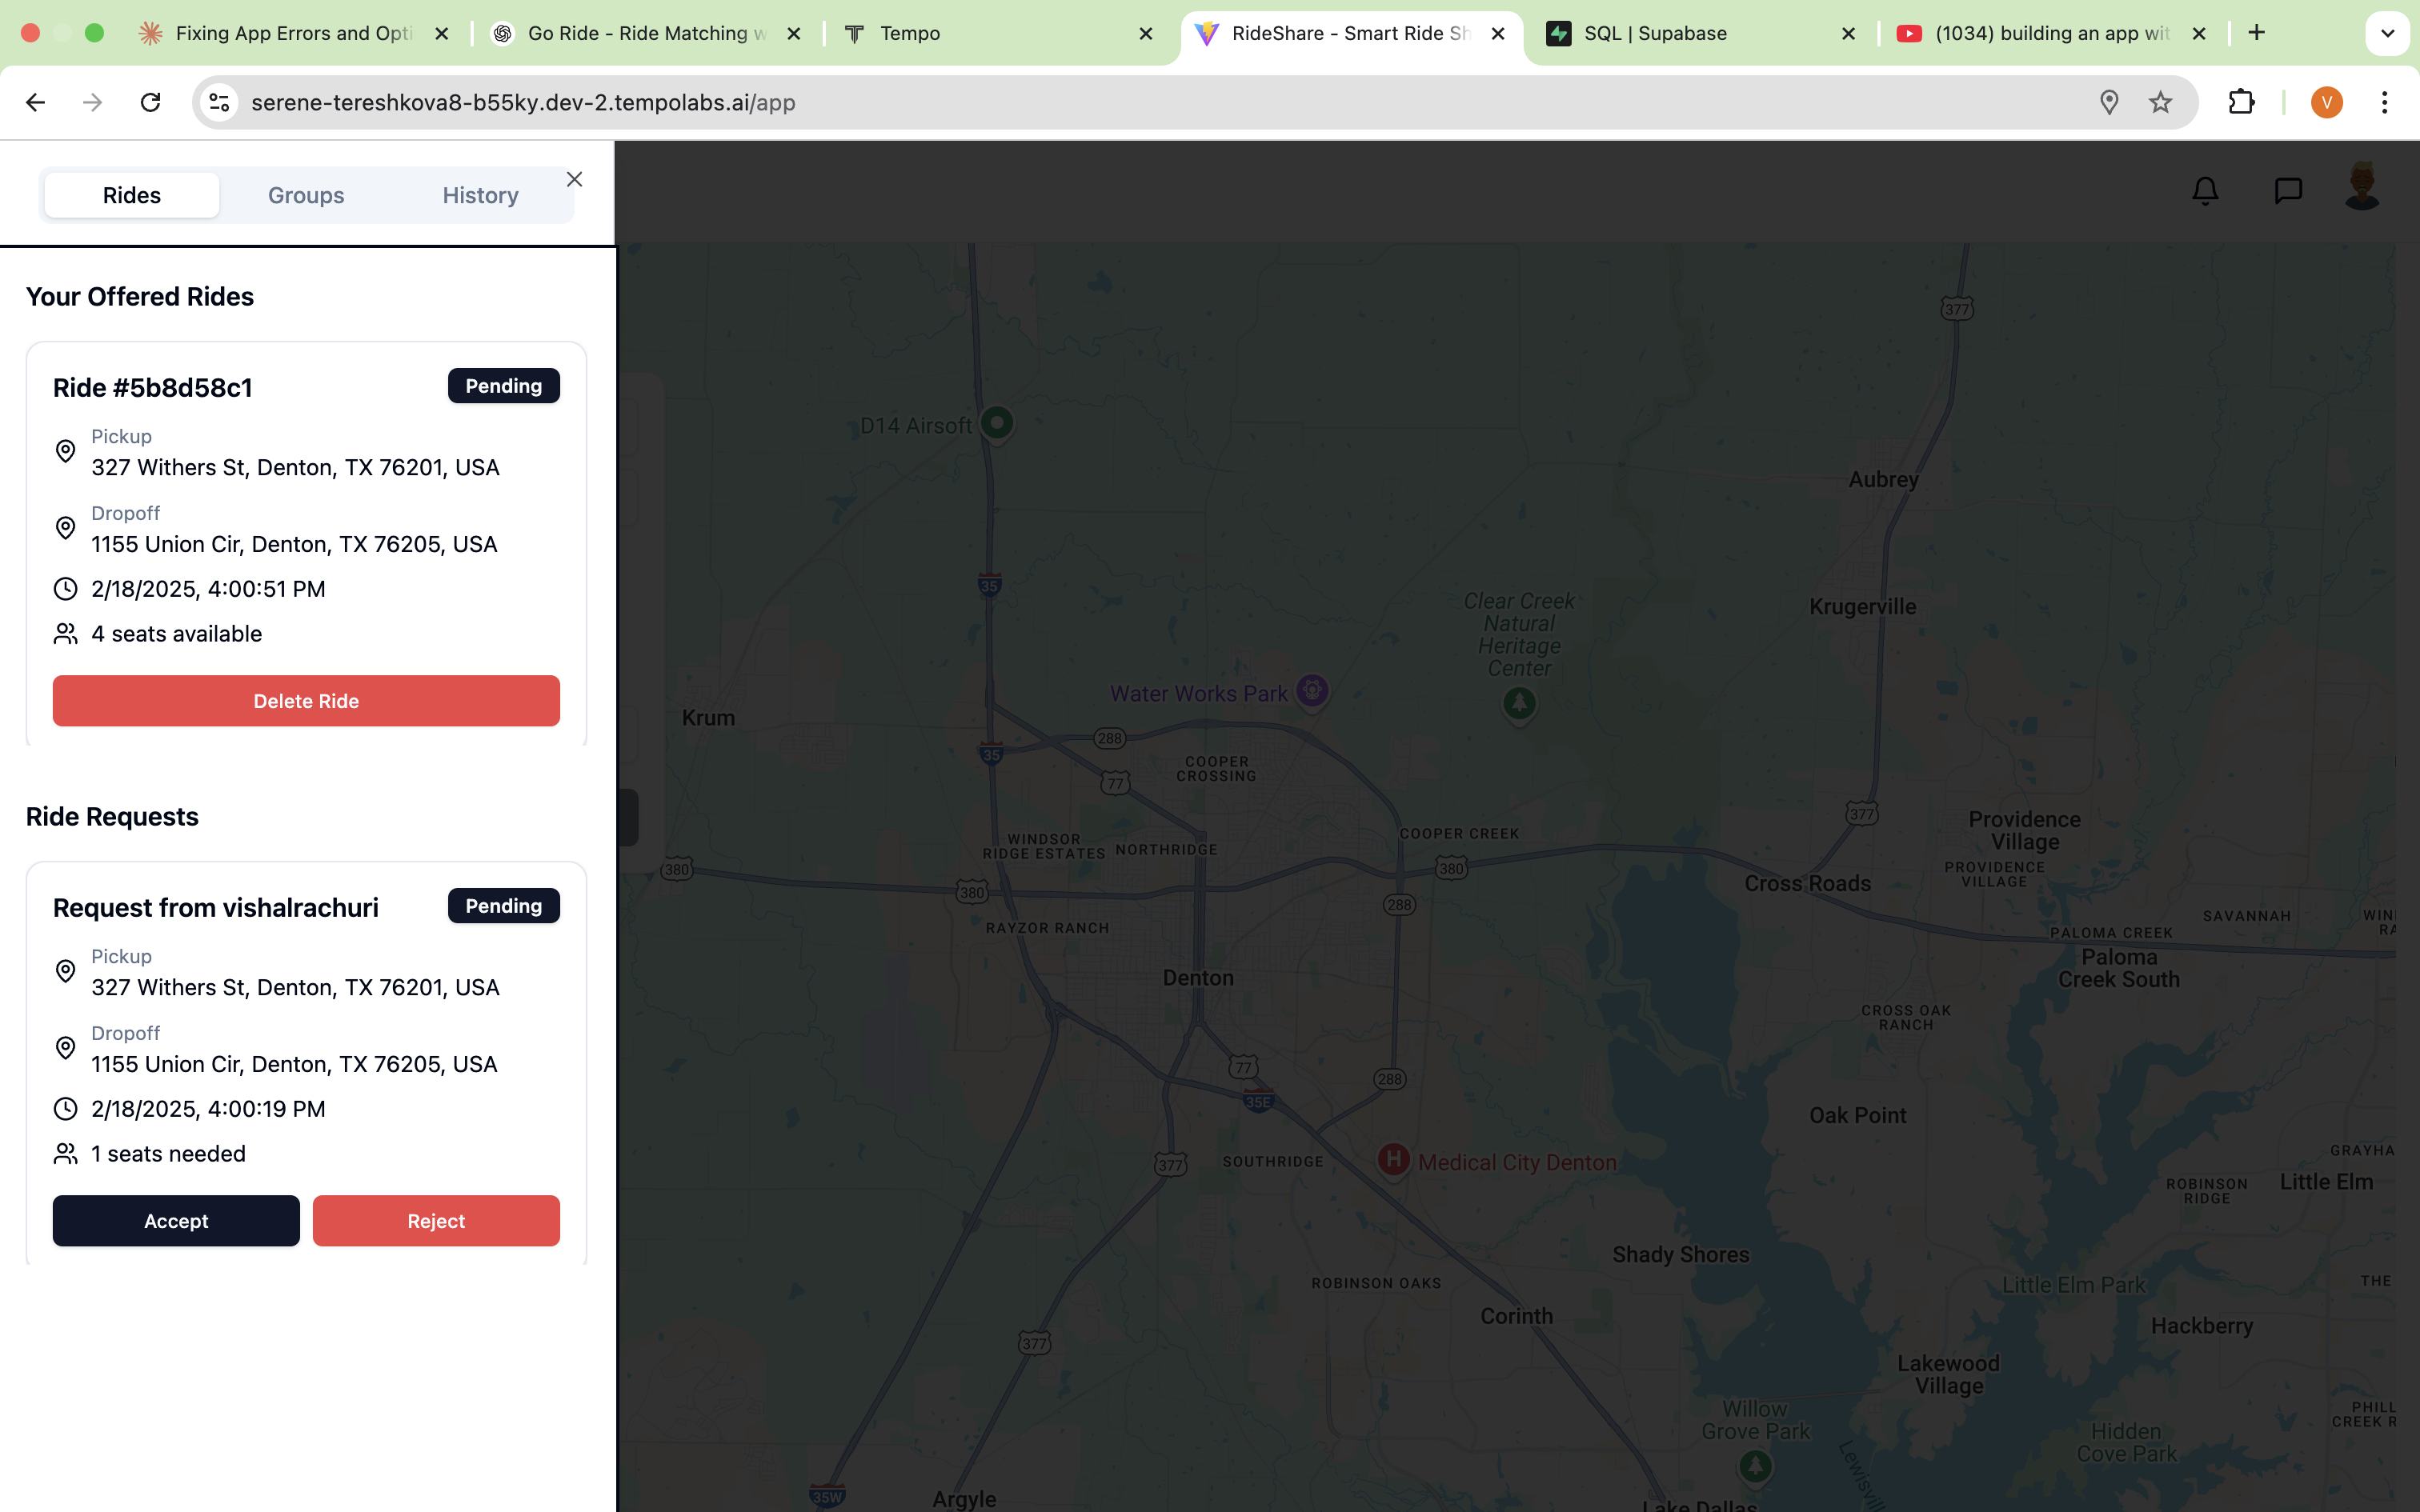 Fixing App Errors and Opti
Go Ride - Ride Matching w
Tempo
RideShare - Smart Ride Sh
SQL | Supabase
(1034) building an app wit
serene-tereshkova8-b55ky.dev-2.tempolabs.ai/app
V
Rides
Groups
History
Your Offered Rides
Ride #5b8d58c1
Pending
Pickup
327 Withers St, Denton, TX 76201, USA
Dropoff
1155 Union Cir, Denton, TX 76205, USA
2/18/2025, 4:00:51 PM
4 seats available
Delete Ride
Ride Requests
Request from vishalrachuri
Pending
Pickup
327 Withers St, Denton, TX 76201, USA
Dropoff
1155 Union Cir, Denton, TX 76205, USA
2/18/2025, 4:00:19 PM
1 seats needed
Accept
Reject
377
D14 Airsoft
Aubrey
35
Clear Creek
Natural
Heritage
Center
Krugerville
Water Works Park
Krum
288
35
COOPER
CROSSING
77
377
Providence
Village
COOPER CREEK
WINDSOR
RIDGE ESTATES
NORTHRIDGE
380
380
380
PROVIDENCE
VILLAGE
Cross Roads
288
SAVANNAH
WIN
RA
RAYZOR RANCH
PALOMA CREEK
Paloma
Creek South
Denton
CROSS OAK
RANCH
77
288
35E
Oak Point
377
SOUTHRIDGE
H
Medical City Denton
GRAYHA
ROBINSON
RIDGE
Little Elm
Shady Shores
ROBINSON OAKS
Little Elm Park
THE
Corinth
Hackberry
377
Lakewood
Village
Willow
Grove Park
PHILL
CREEK R
Hidden
Cove Park
Lewisvill
35W
Argyle
Lake Dallas